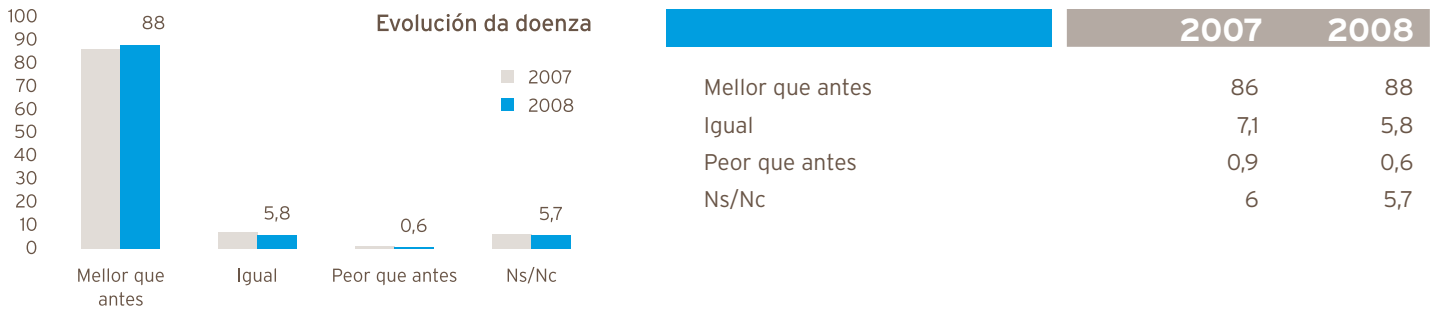 Evolución da doenza
100
90
80
70
60
50
40
30
20
10
0
88
5,8
0,6
5,7
2007
2008
Mellor que
antes
Igual
Peor que antes
Ns/Nc
2007 2008
Mellor que antes 86 88
Igual 7,1 5,8
Peor que antes 0,9 0,6
Ns/Nc 6 5,7